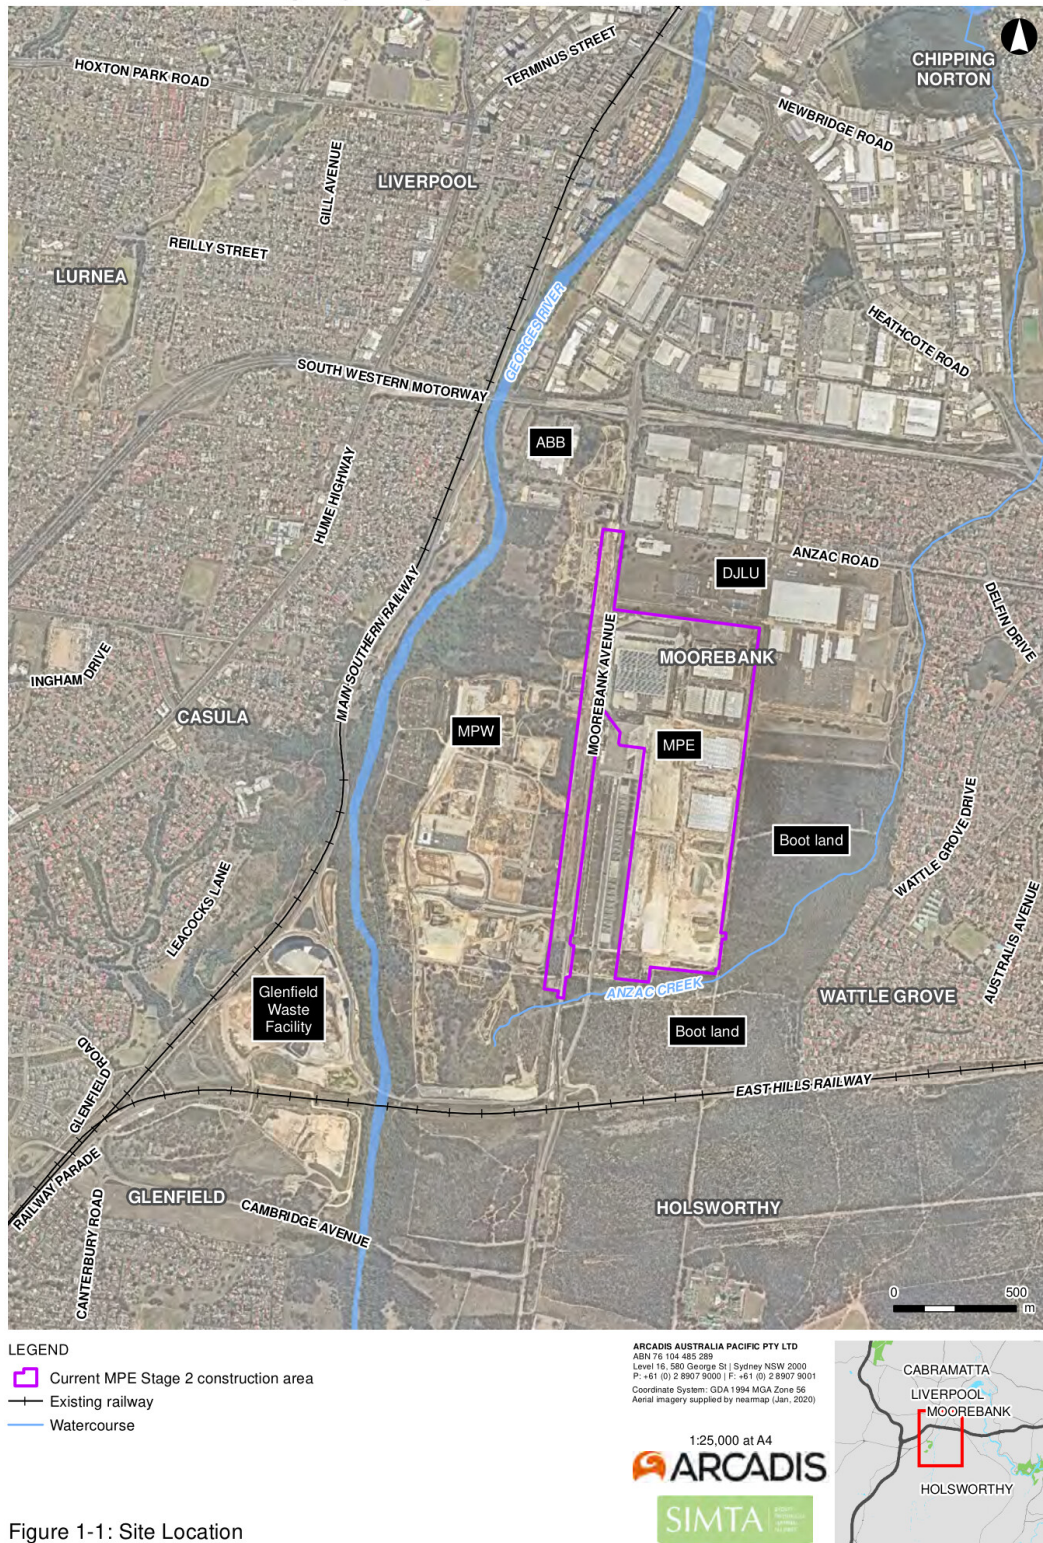 CHIPPING
NORTON
TERMINUS STREET
HOXTON PARK ROAD
NEWBRIDGE ROAD
GILL AVENUE
LIVERPOOL
REILLY STREET
LURNEA
GEORGES RIVER
HEATHCOTE ROAD
SOUTH WESTERN MOTORWAY
ABB
HUME HIGHWAY
ANZAC ROAD
DJLU
DELFIN DRIVE
MAIN SOUTHERN RAILWAY
MOOREBANK AVENUE
MOOREBANK
INGHAM DRIVE
CASULA
MPW
MPE
Boot land
WATTLE GROVE DRIVE
LEACOCKS LANE
AUSTRALIS AVENUE
Glenfield
Waste
Facility
ANZAC CREEK
WATTLE GROVE
Boot land
GLENFIELD ROAD
EAST HILLS RAILWAY
RAILWAY PARADE
GLENFIELD
CANTERBURY ROAD
CAMBRIDGE AVENUE
HOLSWORTHY
0 500
m
LEGEND
Current MPE Stage 2 construction area
Existing railway
Watercourse
ARCADIS AUSTRALIA PACIFIC PTY LTD
ABN 76 104 485 289
Level 16, 580 George St | Sydney NSW 2000
P: +61 (0) 2 8907 9000 | F: +61 (0) 2 8907 9001
Coordinate System: GDA 1994 MGA Zone 56
Aerial imagery supplied by nearmap (Jan, 2020)
1:25,000 at A4
ARCADIS
SIMTA
CABRAMATTA
LIVERPOOL
MOOREBANK
HOLSWORTHY
Figure 1-1: Site Location